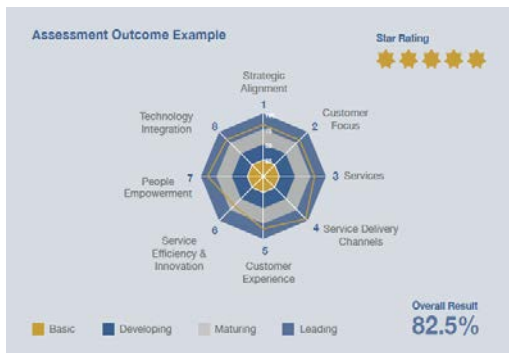 Assessment Outcome Example
Star Rating
Strategic
Alignment
1
Technology
Integration
8
2
Customer
Focus
People
Empowerment
7
3
Services
6
Service
Efficiency &
Innovation
4
Service Delivery
Channels
5
Customer
Experience
Basic
Developing
Maturing
Leading
Overall Result
82.5%